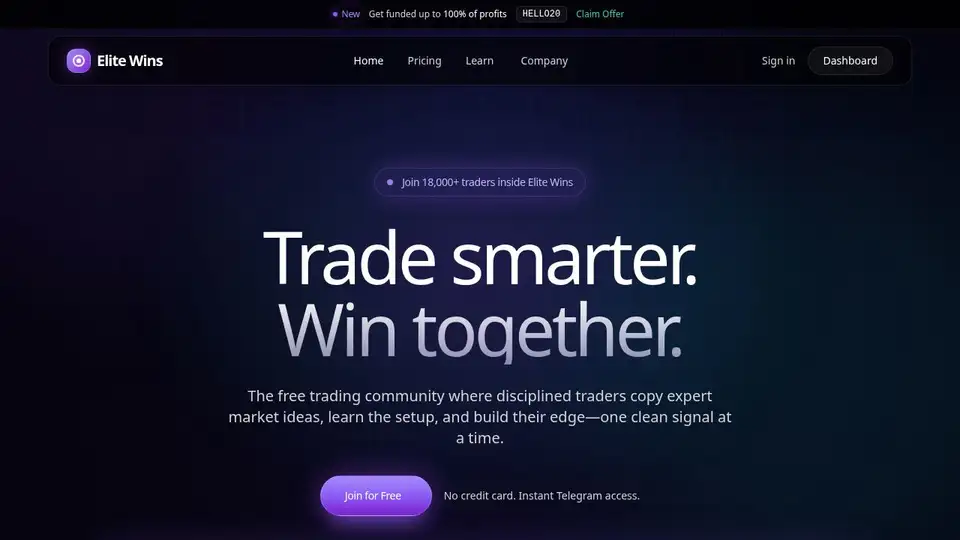 New Get funded up to 100% of profits HELLO20 Claim Offer
Elite Wins Home Pricing Learn Company Sign in Dashboard
Join 18,000+ traders inside Elite Wins
Trade smarter.
Win together.
The free trading community where disciplined traders copy expert
market ideas, learn the setup, and build their edge—one clean signal at
a time.
Join for Free No credit card. Instant Telegram access.